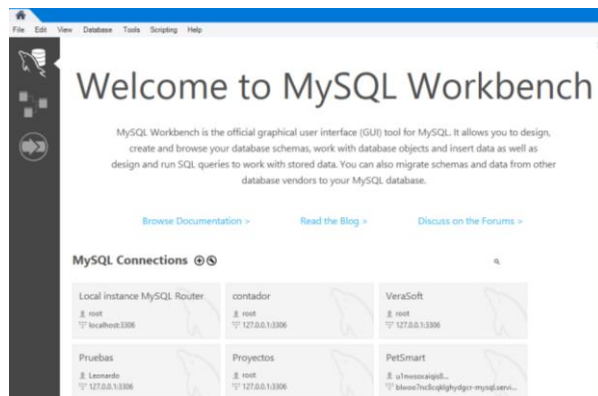 File Edit View Database Tools Scripting Help
Welcome to MySQL Workbench
MySQL Workbench is the official graphical user interface (GUI) tool for MySQL. It allows you to design,
create and browse your database schemas, work with database objects and insert data as well as
design and run SQL queries to work with stored data. You can also migrate schemas and data from other
database vendors to your MySQL database.
Browse Documentation > Read the Blog > Discuss on the Forums >
MySQL Connections
Local instance MySQL Router contador VeraSoft
root root root
localhost:3306 127.0.0.1:3306 127.0.0.1:3306
Pruebas Proyectos PetSmart
Leonardo root
127.0.0.1:3306 127.0.0.1:3306